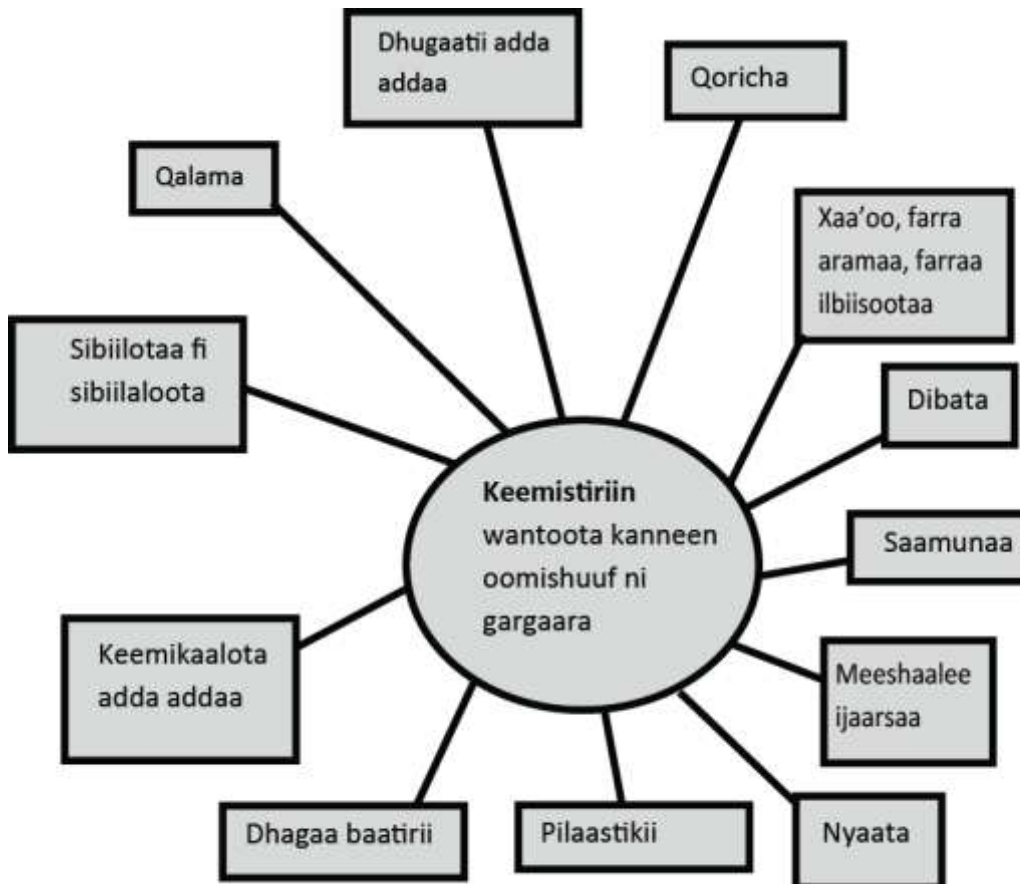 Dhugaatii adda
addaa
Qoricha
Qalama
Xaa'oo, farra
aramaa, farraa
ilbiisootaa
Sibiilotaa fi
sibiilaloota
Dibata
Keemistiriin
wantoota kanneen
oomishuuf ni
gargaara
Saamunaa
Keemikaalota
adda addaa
Meeshaalee
ijaarsaa
Dhagaa baatirii
Pilaastikii
Nyaata